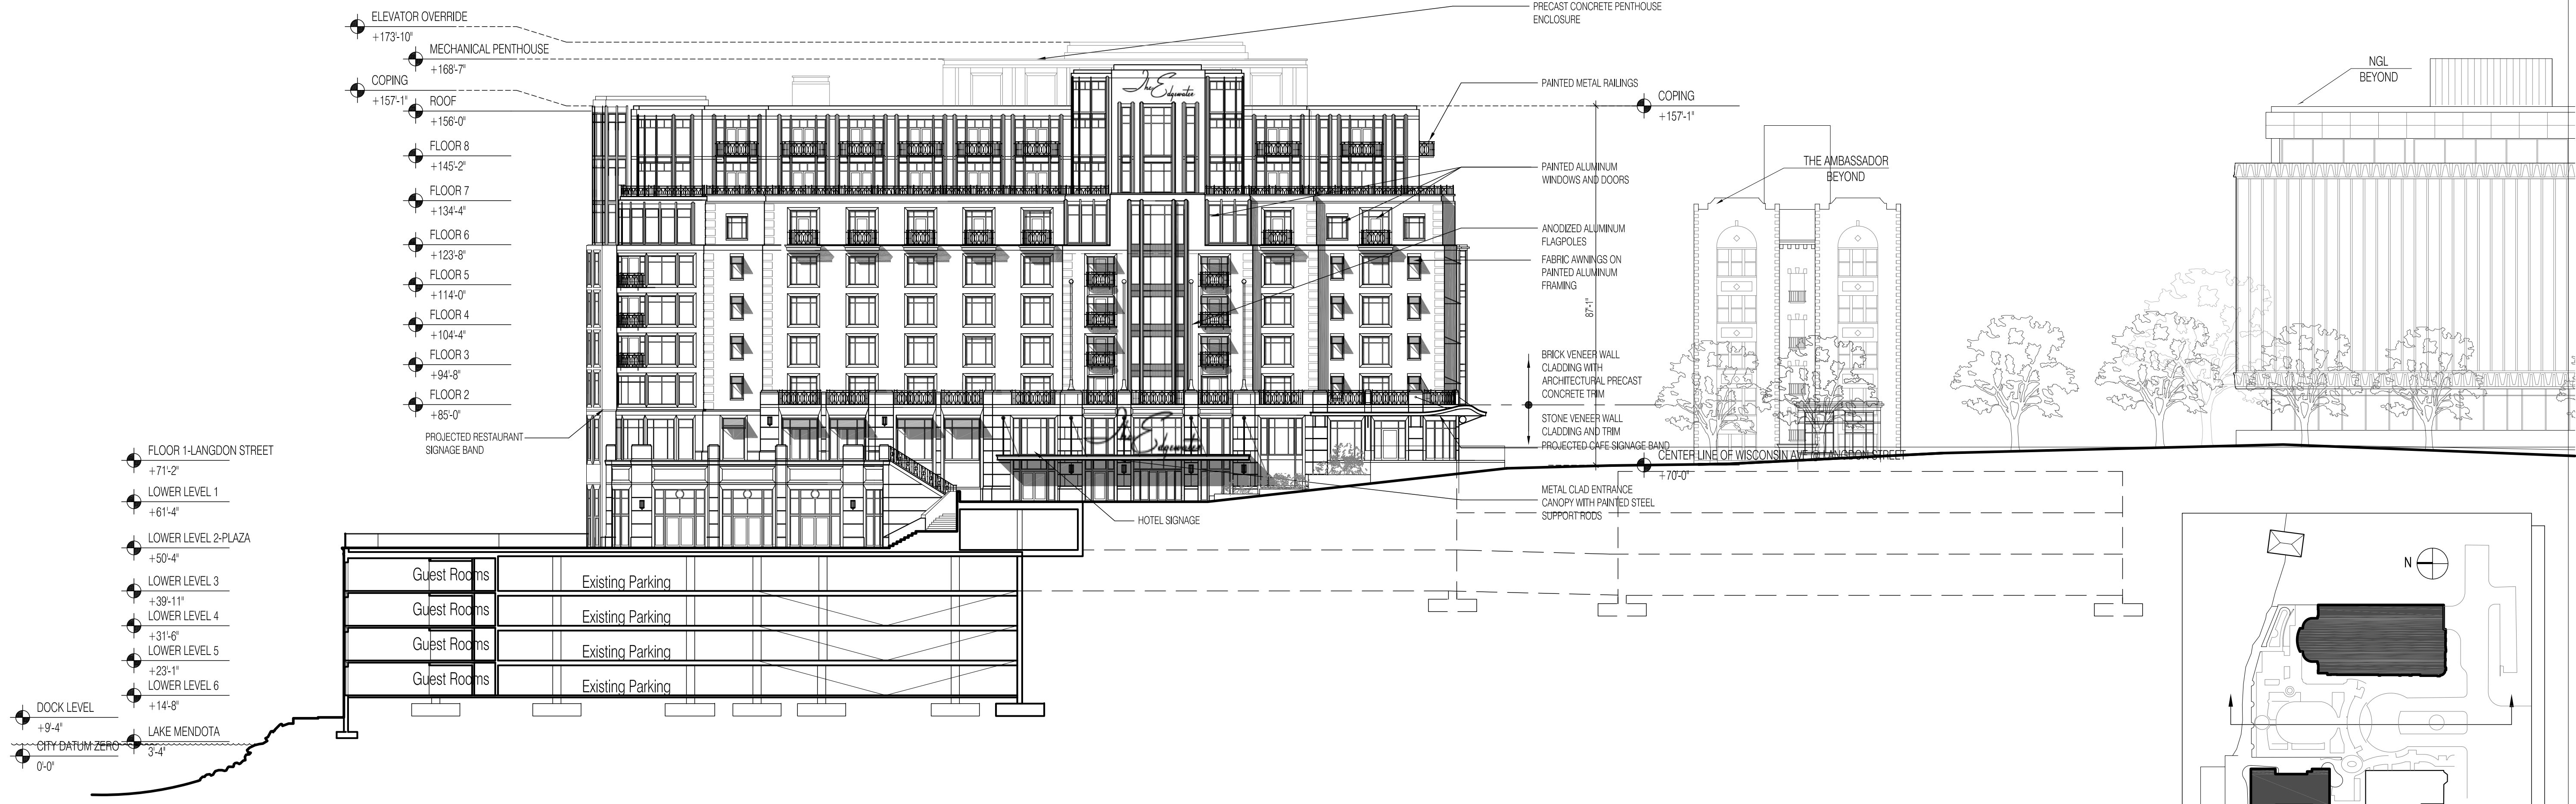 ELEVATOR OVERRIDE
+173'-10"
MECHANICAL PENTHOUSE
+168'-7"
COPING
+157'-1"
ROOF
+156'-0"
FLOOR 8
+145'-2"
FLOOR 7
+134'-4"
FLOOR 6
+123'-8"
FLOOR 5
+114'-0"
FLOOR 4
+104'-4"
FLOOR 3
+94'-8"
FLOOR 2
+85'-0"
PROJECTED RESTAURANT
SIGNAGE BAND
FLOOR 1-LANGDON STREET
+71'-2"
LOWER LEVEL 1
+61'-4"
LOWER LEVEL 2-PLAZA
+50'-4"
LOWER LEVEL 3
+39'-11"
LOWER LEVEL 4
+31'-6"
LOWER LEVEL 5
+23'-1"
LOWER LEVEL 6
+14'-8"
DOCK LEVEL
+9'-4"
LAKE MENDOTA
3'-4"
CITY DATUM ZERO
0'-0"
The Edgewater
The Edgewater
HOTEL SIGNAGE
Guest Rooms
Existing Parking
Guest Rooms
Existing Parking
Guest Rooms
Existing Parking
Guest Rooms
Existing Parking
PRECAST CONCRETE PENTHOUSE
ENCLOSURE
PAINTED METAL RAILINGS
PAINTED ALUMINUM
WINDOWS AND DOORS
ANODIZED ALUMINUM
FLAGPOLES
FABRIC AWNINGS ON
PAINTED ALUMINUM
FRAMING
87'-1"
BRICK VENEER WALL
CLADDING WITH
ARCHITECTURAL PRECAST
CONCRETE TRIM
STONE VENEER WALL
CLADDING AND TRIM
PROJECTED CAFE SIGNAGE BAND
METAL CLAD ENTRANCE
CANOPY WITH PAINTED STEEL
SUPPORT RODS
COPING
+157'-1"
CENTER LINE OF WISCONSIN AVE @ LANGDON STREET
+70'-0"
THE AMBASSADOR
BEYOND
NGL
BEYOND
N